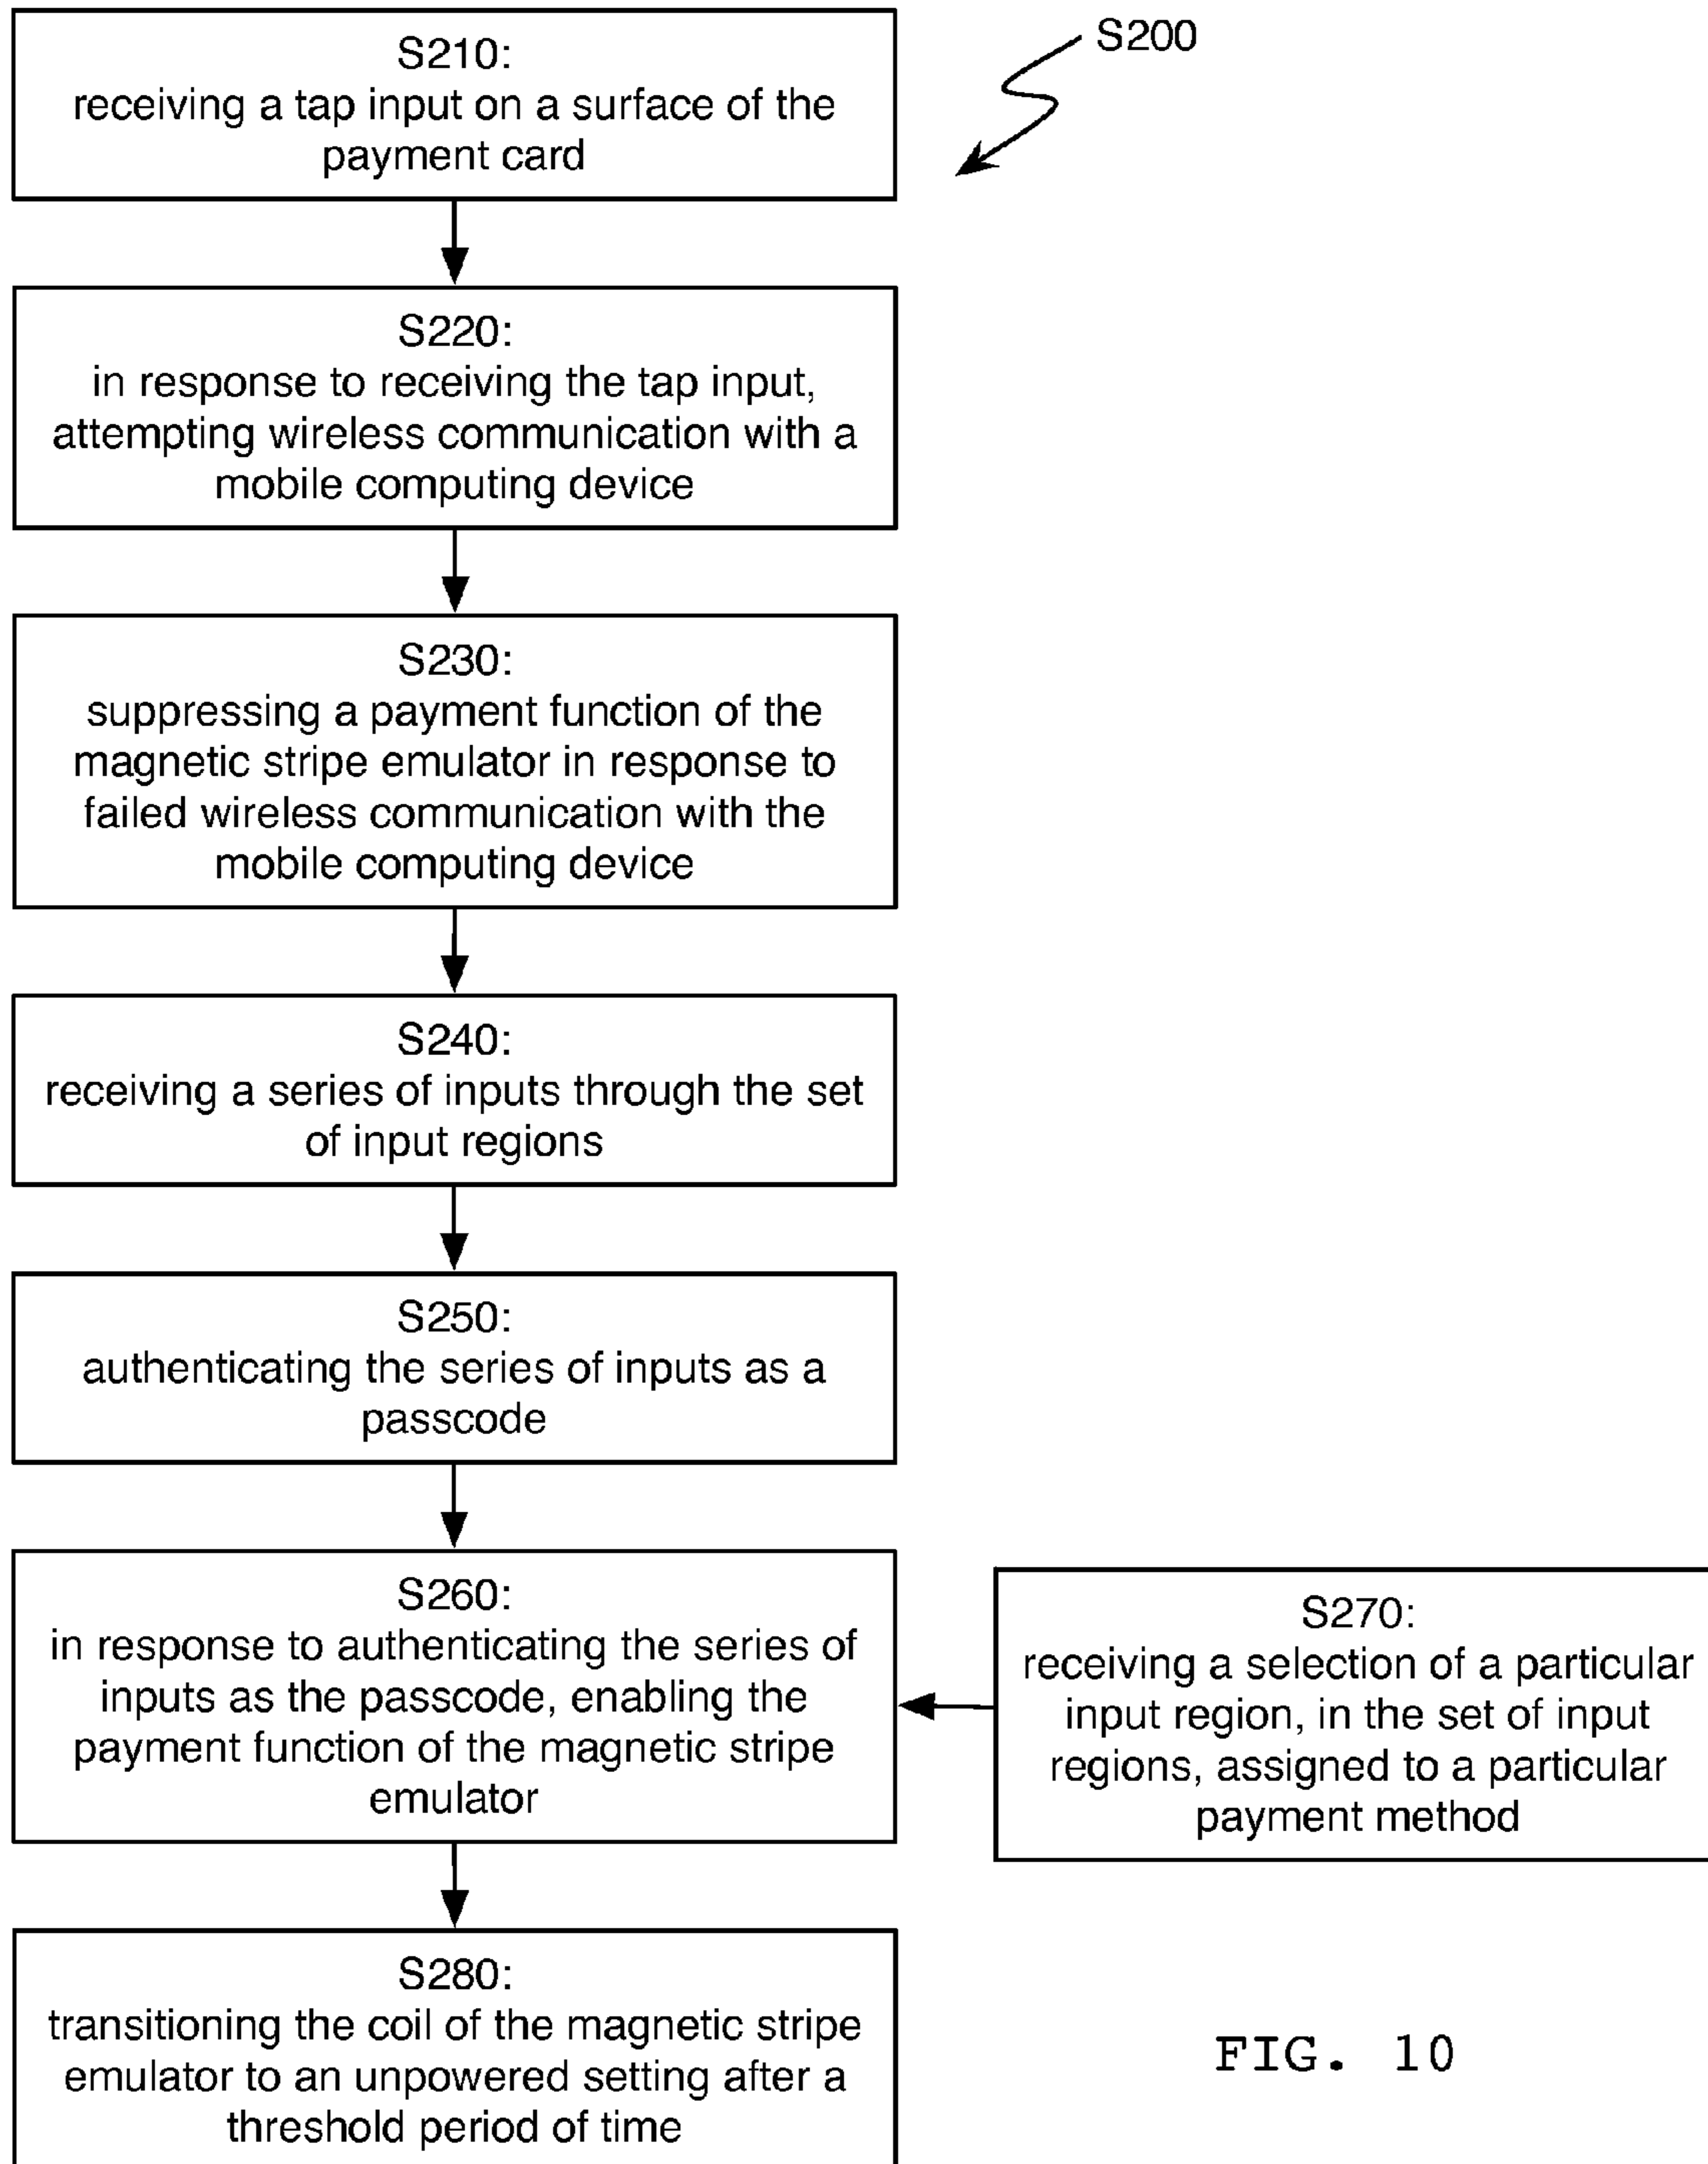 S210:
receiving a tap input on a surface of the
payment card
S200
S220:
in response to receiving the tap input,
attempting wireless communication with a
mobile computing device
S230:
suppressing a payment function of the
magnetic stripe emulator in response to
failed wireless communication with the
mobile computing device
S240:
receiving a series of inputs through the set
of input regions
S250:
authenticating the series of inputs as a
passcode
S260:
in response to authenticating the series of
inputs as the passcode, enabling the
payment function of the magnetic stripe
emulator
S270:
receiving a selection of a particular
input region, in the set of input
regions, assigned to a particular
payment method
S280:
transitioning the coil of the magnetic stripe
emulator to an unpowered setting after a
threshold period of time
FIG. 10